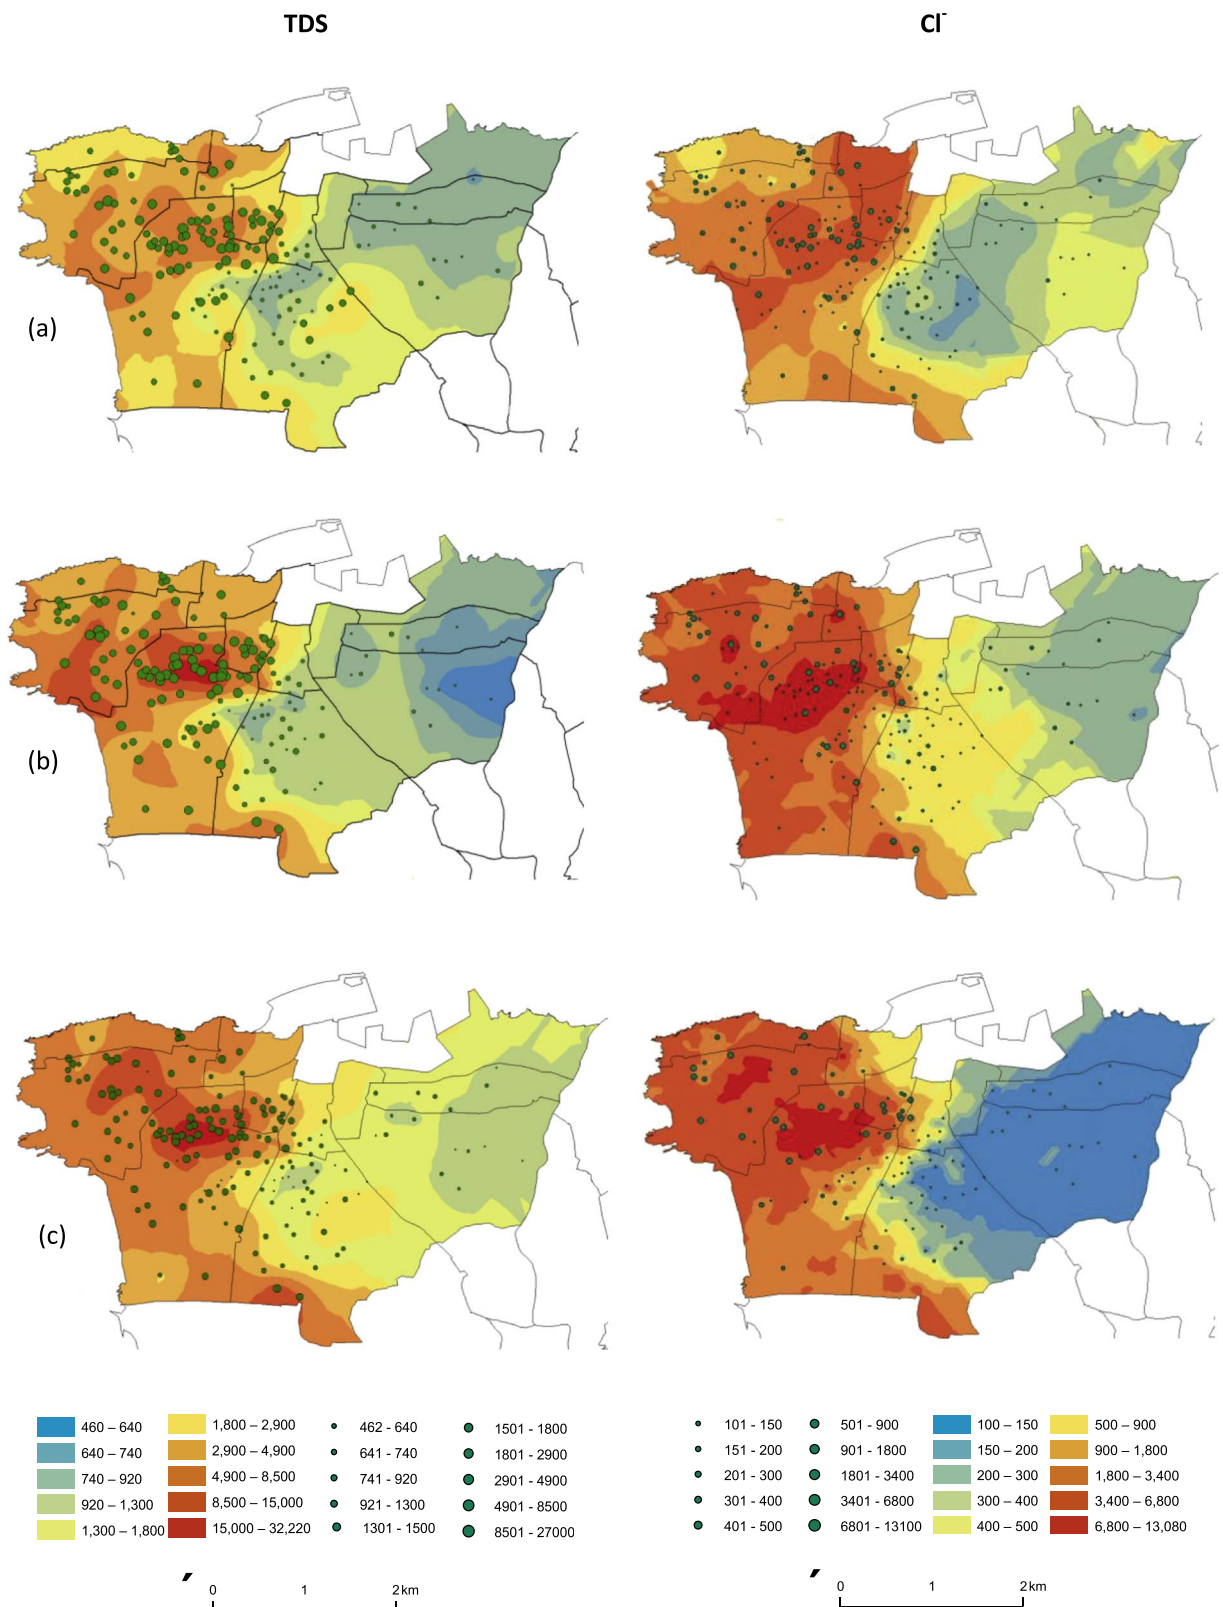 TDS Cl⁻
(a)
(b)
(c)
460 – 640 1,800 – 2,900 462 - 640 1501 - 1800 101 - 150 501 - 900 100 – 150 500 – 900
640 – 740 2,900 – 4,900 641 - 740 1801 - 2900 151 - 200 901 - 1800 150 – 200 900 – 1,800
740 – 920 4,900 – 8,500 741 - 920 2901 - 4900 201 - 300 1801 - 3400 200 – 300 1,800 – 3,400
920 – 1,300 8,500 – 15,000 921 - 1300 4901 - 8500 301 - 400 3401 - 6800 300 – 400 3,400 – 6,800
1,300 – 1,800 15,000 – 32,220 1301 - 1500 8501 - 27000 401 - 500 6801 - 13100 400 – 500 6,800 – 13,080
0 1 2 km 0 1 2 km